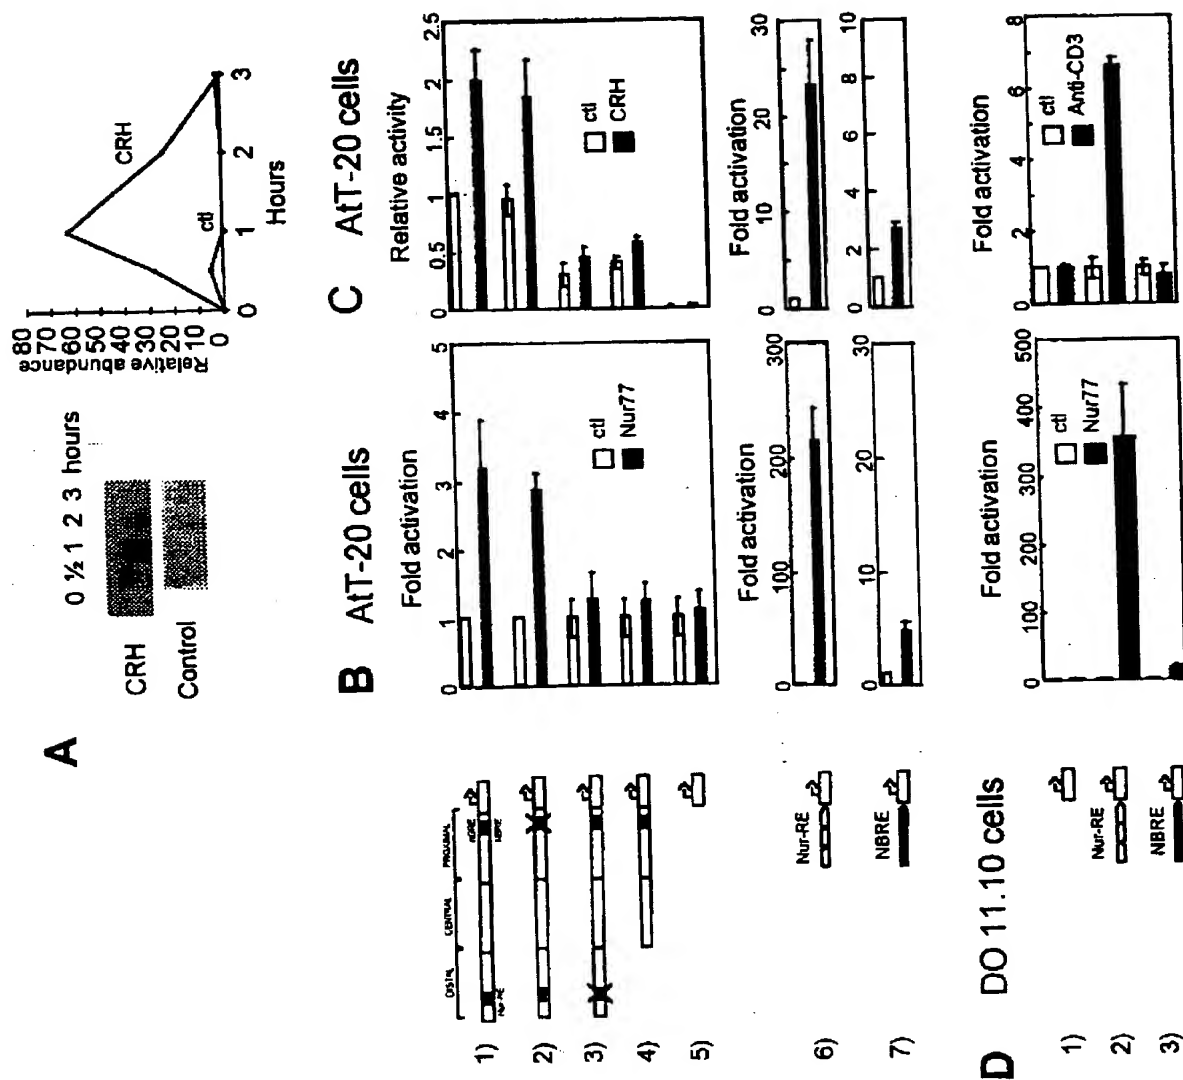 A
0 ½ 1 2 3 hours
CRH
Control
Relative abundance
80
70
60
50
40
30
20
10
0
CRH
ctl
0 1 2 3
Hours
B AtT-20 cells
Fold activation
0 1 2 3 4 5
ctl
Nur77
C AtT-20 cells
Relative activity
0 0.5 1 1.5 2 2.5
ctl
CRH
DISTAL CENTRAL PROXIMAL
Nur-RE
NBRE
1)
2)
3)
4)
5)
Fold activation
0 100 200 300
Fold activation
0 10 20 30
6) Nur-RE
0 10 20 30
0 2 4 6 8 10
7) NBRE
D DO 11.10 cells
Fold activation
0 100 200 300 400 500
ctl
Nur77
Fold activation
0 2 4 6 8
ctl
Anti-CD3
1)
2) Nur-RE
3) NBRE